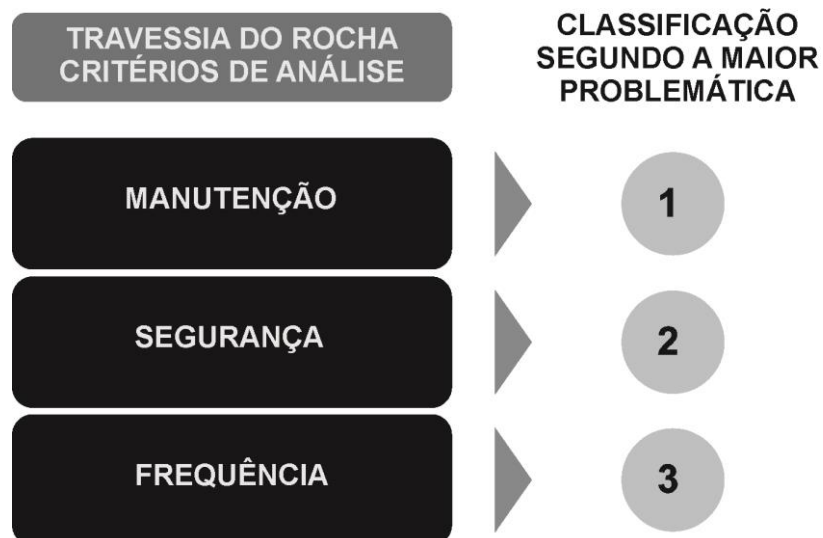 TRAVESSIA DO ROCHA
CRITÉRIOS DE ANÁLISE
CLASSIFICAÇÃO
SEGUNDO A MAIOR
PROBLEMÁTICA
MANUTENÇÃO
1
SEGURANÇA
2
FREQUÊNCIA
3